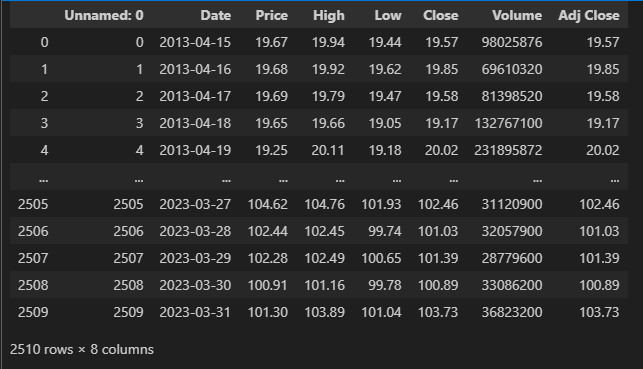 Unnamed: 0 Date Price High Low Close Volume Adj Close
0 0 2013-04-15 19.67 19.94 19.44 19.57 98025876 19.57
1 1 2013-04-16 19.68 19.92 19.62 19.85 69610320 19.85
2 2 2013-04-17 19.69 19.79 19.47 19.58 81398520 19.58
3 3 2013-04-18 19.65 19.66 19.05 19.17 132767100 19.17
4 4 2013-04-19 19.25 20.11 19.18 20.02 231895872 20.02
... ... ... ... ... ... ... ... ...
2505 2505 2023-03-27 104.62 104.76 101.93 102.46 31120900 102.46
2506 2506 2023-03-28 102.44 102.45 99.74 101.03 32057900 101.03
2507 2507 2023-03-29 102.28 102.49 100.65 101.39 28779600 101.39
2508 2508 2023-03-30 100.91 101.16 99.78 100.89 33086200 100.89
2509 2509 2023-03-31 101.30 103.89 101.04 103.73 36823200 103.73
2510 rows × 8 columns